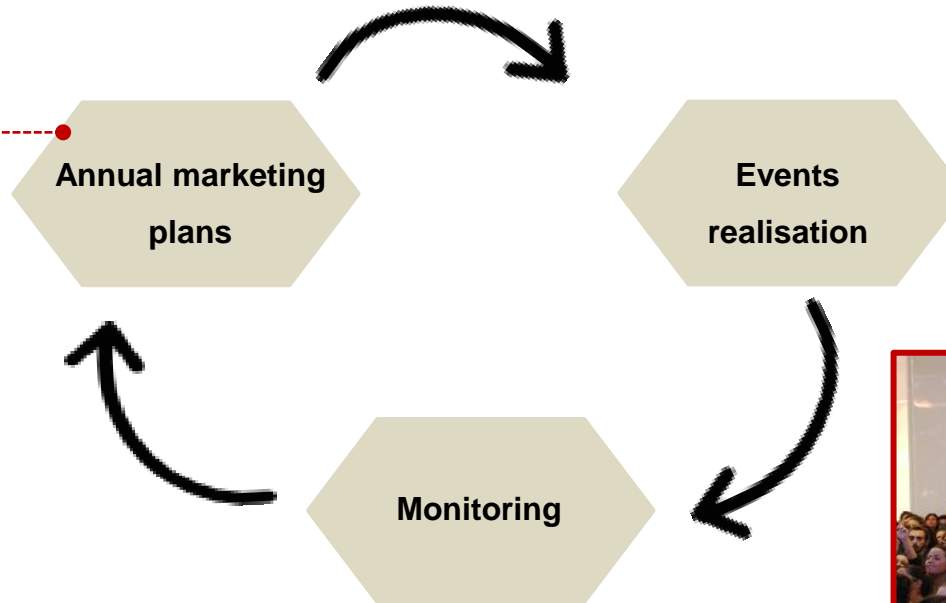 Annual marketing
plans
Events
realisation
Monitoring